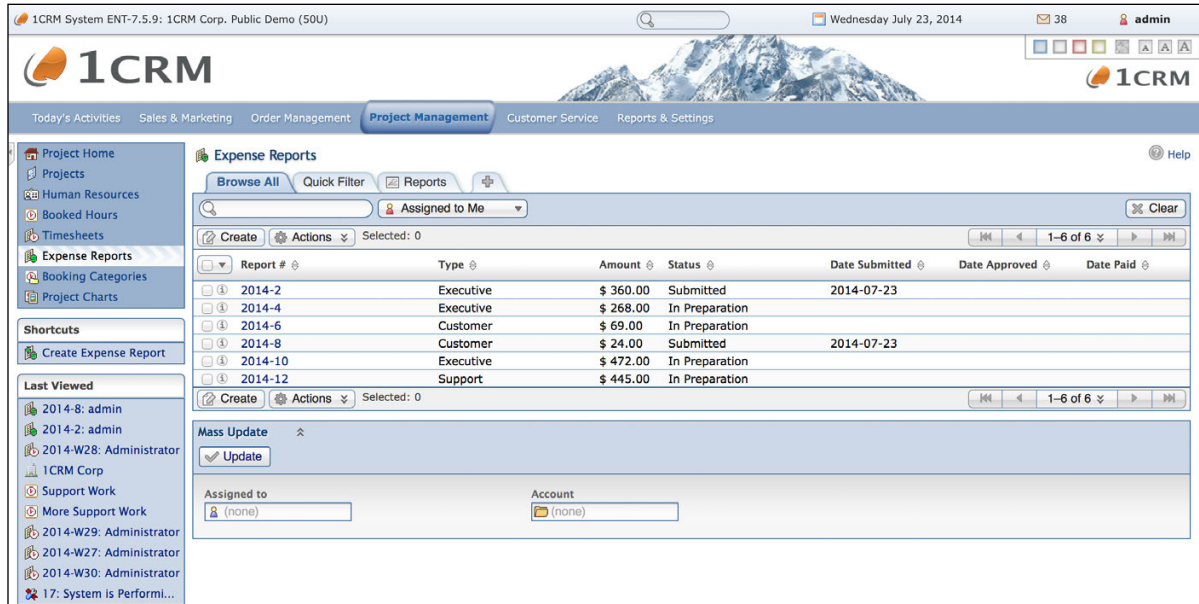 1CRM System ENT-7.5.9: 1CRM Corp. Public Demo (50U) Wednesday July 23, 2014 38 admin
A A A
1CRM 1CRM
Today's Activities Sales & Marketing Order Management Project Management Customer Service Reports & Settings
Project Home
Projects
Human Resources
Booked Hours
Timesheets
Expense Reports
Booking Categories
Project Charts
Shortcuts
Create Expense Report
Last Viewed
2014-8: admin
2014-2: admin
2014-W28: Administrator
1CRM Corp
Support Work
More Support Work
2014-W29: Administrator
2014-W27: Administrator
2014-W30: Administrator
17: System is Performi...
Expense Reports Help
Browse All Quick Filter Reports
Assigned to Me Clear
Create Actions Selected: 0 1–6 of 6
Report # Type Amount Status Date Submitted Date Approved Date Paid
2014-2 Executive $ 360.00 Submitted 2014-07-23
2014-4 Executive $ 268.00 In Preparation
2014-6 Customer $ 69.00 In Preparation
2014-8 Customer $ 24.00 Submitted 2014-07-23
2014-10 Executive $ 472.00 In Preparation
2014-12 Support $ 445.00 In Preparation
Create Actions Selected: 0 1–6 of 6
Mass Update
Update
Assigned to Account
(none) (none)